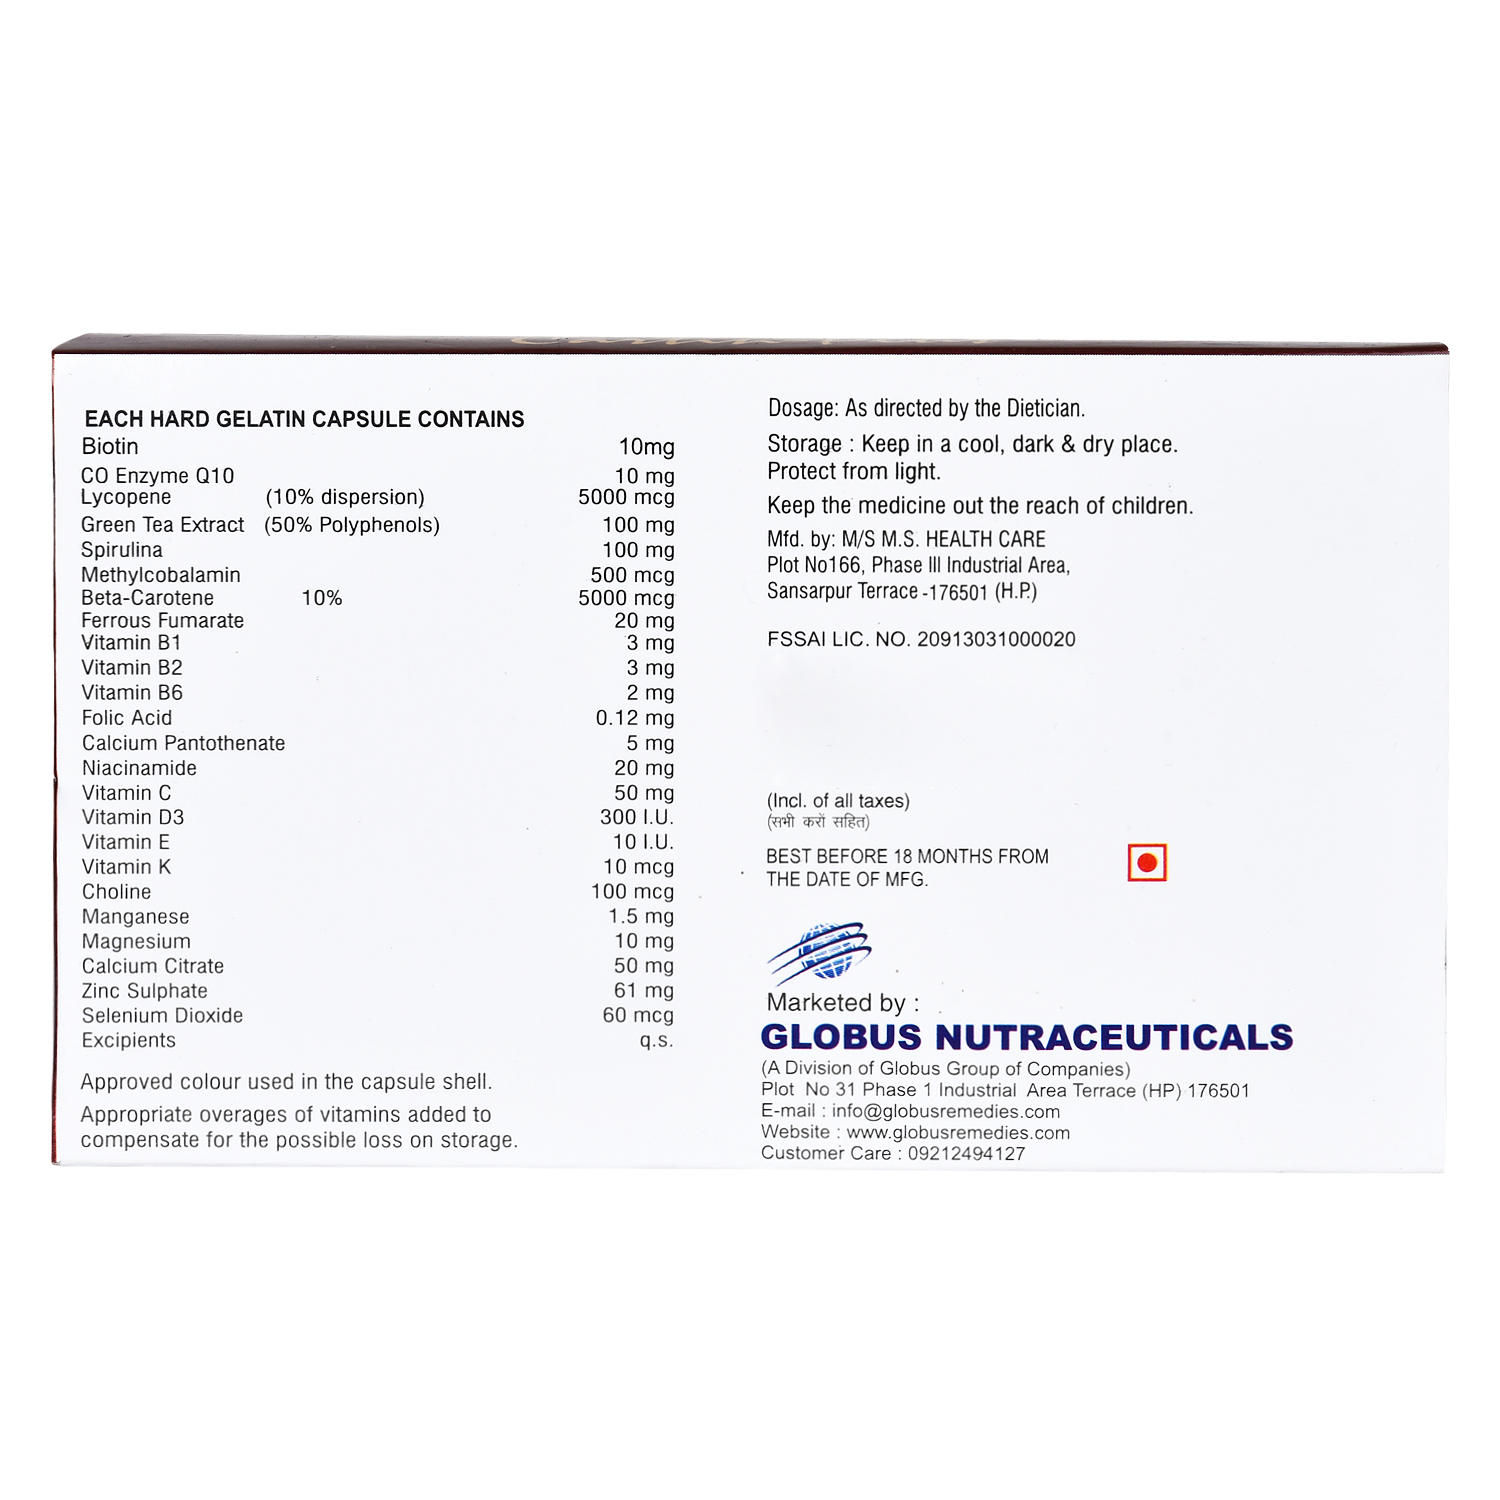 EACH HARD GELATIN CAPSULE CONTAINS
Biotin 10mg
CO Enzyme Q10 10 mg
Lycopene (10% dispersion) 5000 mcg
Green Tea Extract (50% Polyphenols) 100 mg
Spirulina 100 mg
Methylcobalamin 500 mcg
Beta-Carotene 10% 5000 mcg
Ferrous Fumarate 20 mg
Vitamin B1 3 mg
Vitamin B2 3 mg
Vitamin B6 2 mg
Folic Acid 0.12 mg
Calcium Pantothenate 5 mg
Niacinamide 20 mg
Vitamin C 50 mg
Vitamin D3 300 I.U.
Vitamin E 10 I.U.
Vitamin K 10 mcg
Choline 100 mcg
Manganese 1.5 mg
Magnesium 10 mg
Calcium Citrate 50 mg
Zinc Sulphate 61 mg
Selenium Dioxide 60 mcg
Excipients q.s.
Approved colour used in the capsule shell.
Appropriate overages of vitamins added to
compensate for the possible loss on storage.
Dosage: As directed by the Dietician.
Storage : Keep in a cool, dark & dry place.
Protect from light.
Keep the medicine out the reach of children.
Mfd. by: M/S M.S. HEALTH CARE
Plot No166, Phase III Industrial Area,
Sansarpur Terrace -176501 (H.P.)
FSSAI LIC. NO. 20913031000020
(Incl. of all taxes)
(सभी करों सहित)
BEST BEFORE 18 MONTHS FROM
THE DATE OF MFG.
Marketed by :
GLOBUS NUTRACEUTICALS
(A Division of Globus Group of Companies)
Plot No 31 Phase 1 Industrial Area Terrace (HP) 176501
E-mail : info@globusremedies.com
Website : www.globusremedies.com
Customer Care : 09212494127